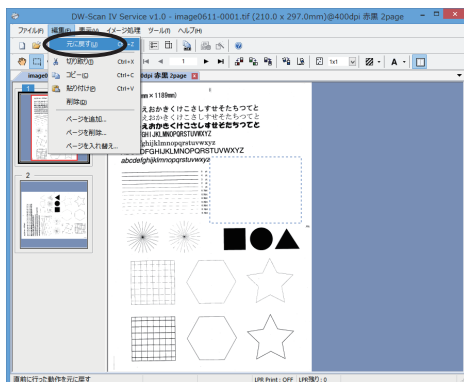 DW-Scan IV Service v1.0 - image0611-0001.tif (210.0 x 297.0mm)@400dpi 赤黒 2page
ファイル(F) 編集(E) 表示(V) イメージ処理 ツール(I) ヘルプ(H)
元に戻す(U) Ctrl+Z
切り取り(T) Ctrl+X
コピー(C) Ctrl+C
貼り付け(P) Ctrl+V
削除(D)
ページを追加...
ページを削除...
ページを入れ替え...
1
1x1
A
image0
0dpi 赤黒 2page
1
mm×1189mm)
えおかきくけこさしすせそたちつてと
えおかきくけこさしすせそたちつてと
えおかきくけこさしすせそたちつてと
GHIJKLMNOPQRSTUVWXYZ
ghijklmnopqrstuvwxyz
DFGHIJKLMNOPQRSTUVWXYZ
abcdefghijklmnopqrstuvwxyz
2
直前に行った動作を元に戻す
LPR Print : OFF LPR残り : 0